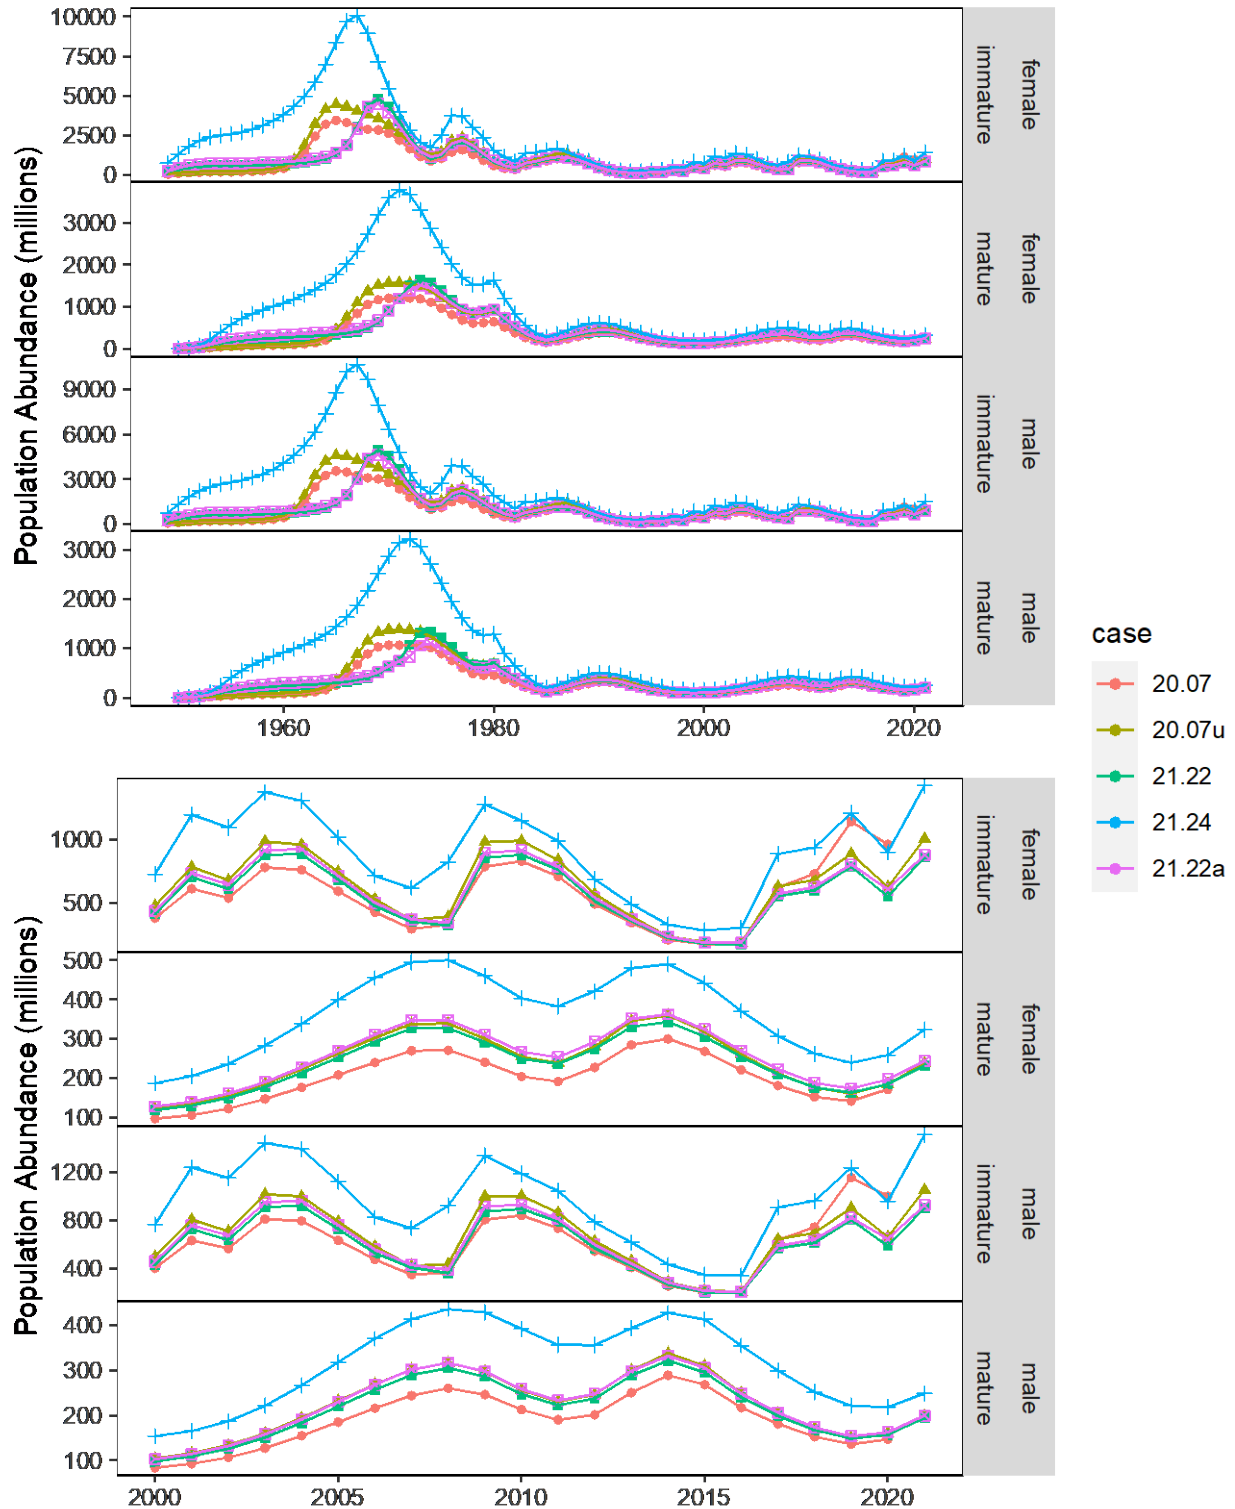 Population Abundance (millions)
10000
7500
5000
2500
0
immature
female
3000
2000
1000
0
mature
female
9000
6000
3000
0
immature
male
3000
2000
1000
0
mature
male
1960
1980
2000
2020
case
20.07
20.07u
21.22
21.24
21.22a
Population Abundance (millions)
1000
500
immature
female
500
400
300
200
100
mature
female
1200
800
400
immature
male
400
300
200
100
mature
male
2000
2005
2010
2015
2020